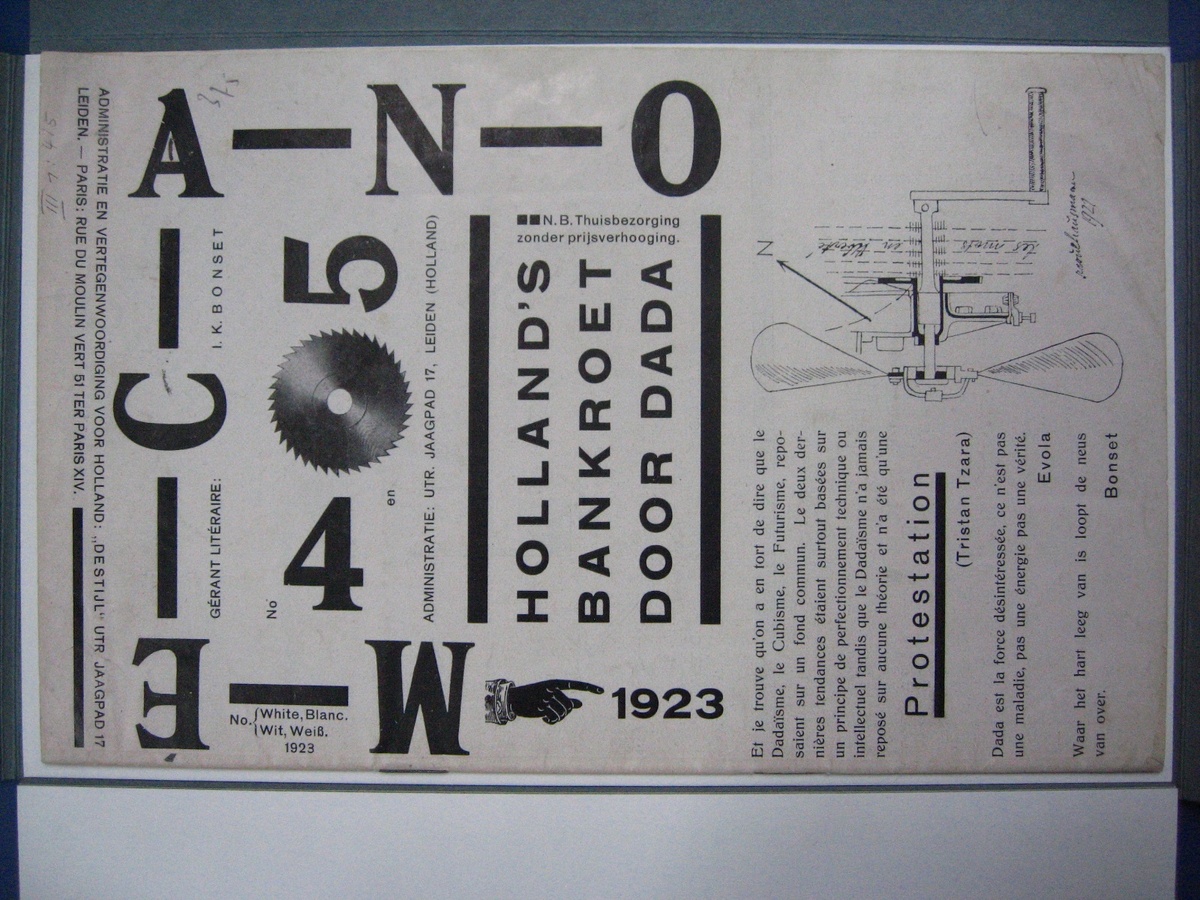 ADMINISTRATIE EN VERTEGENWOORDIGING VOOR HOLLAND: „DE STIJL" UTR JAAGPAD 17
LEIDEN. — PARIS: RUE DU MOULIN VERT 51 TER PARIS XIV.
M—E—C—A—N—O
No. White, Blanc.
Wit, Weiß.
1923
GÉRANT LITÉRAIRE: I. K. BONSET
No 4 en 5
ADMINISTRATIE: UTR. JAAGPAD 17, LEIDEN (HOLLAND)
1923
N.B. Thuisbezorging
zonder prijsverhooging.
HOLLAND'S
BANKROET
DOOR DADA
Et je trouve qu'on a en tort de dire que le
Dadaïsme, le Cubisme, le Futurisme, repo-
saient sur un fond commun. Le deux der-
nières tendances étaient surtout basées sur
un principe de perfectionnement technique ou
intellectuel tandis que le Dadaïsme n'a jamais
reposé sur aucune théorie et n'a été qu'une
Protestation
(Tristan Tzara)
Dada est la force désintéressée, ce n'est pas
une maladie, pas une énergie pas une vérité.
Evola
Waar het hart leeg van is loopt de neus
van over.
Bonset
N
des mots en liberté
raoulhausmann
1922